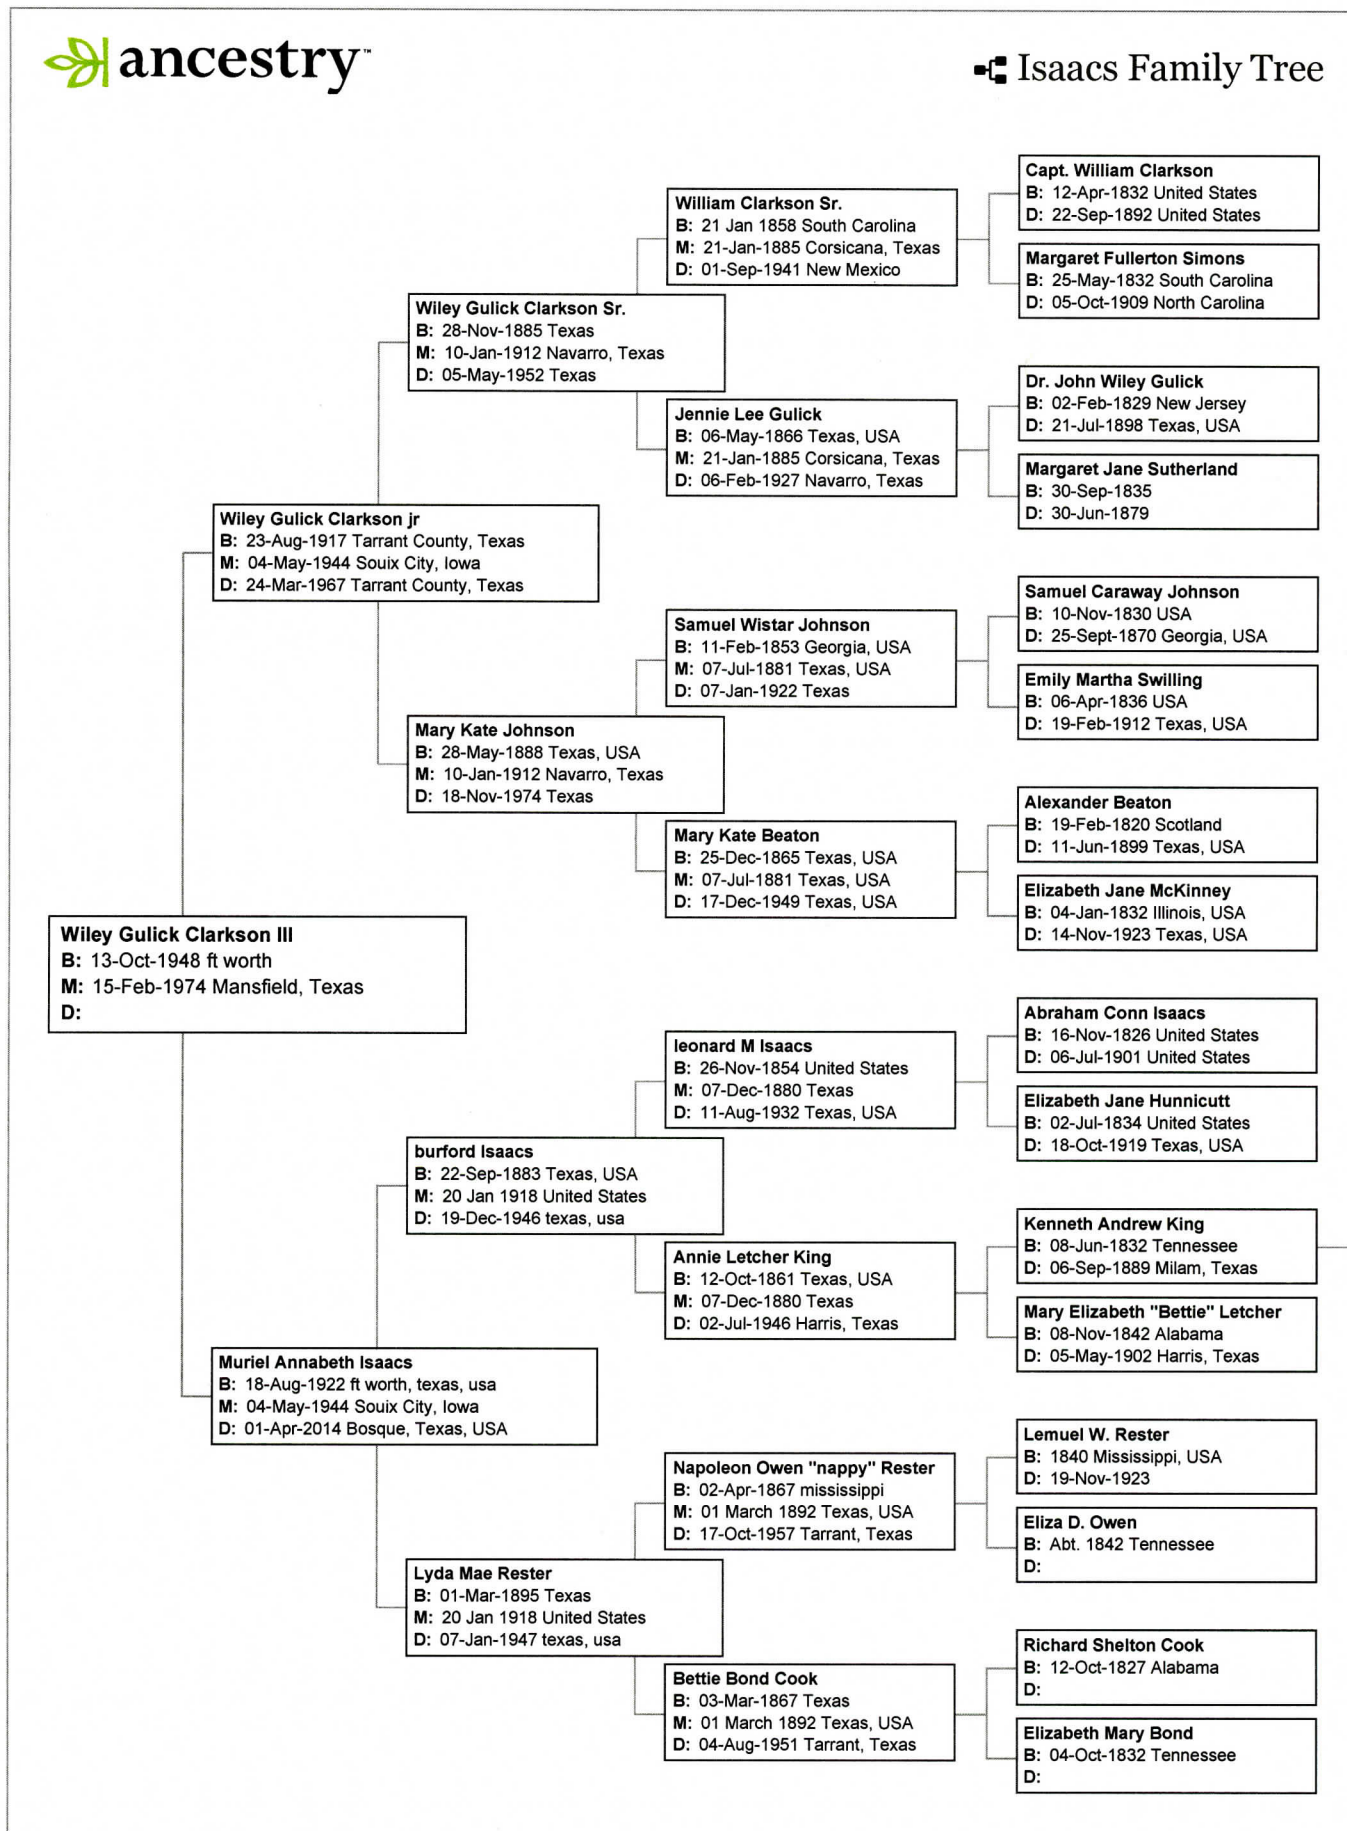 ancestry™
Isaacs Family Tree
Capt. William Clarkson
B: 12-Apr-1832 United States
D: 22-Sep-1892 United States
William Clarkson Sr.
B: 21 Jan 1858 South Carolina
M: 21-Jan-1885 Corsicana, Texas
D: 01-Sep-1941 New Mexico
Margaret Fullerton Simons
B: 25-May-1832 South Carolina
D: 05-Oct-1909 North Carolina
Wiley Gulick Clarkson Sr.
B: 28-Nov-1885 Texas
M: 10-Jan-1912 Navarro, Texas
D: 05-May-1952 Texas
Dr. John Wiley Gulick
B: 02-Feb-1829 New Jersey
D: 21-Jul-1898 Texas, USA
Jennie Lee Gulick
B: 06-May-1866 Texas, USA
M: 21-Jan-1885 Corsicana, Texas
D: 06-Feb-1927 Navarro, Texas
Margaret Jane Sutherland
B: 30-Sep-1835
D: 30-Jun-1879
Wiley Gulick Clarkson jr
B: 23-Aug-1917 Tarrant County, Texas
M: 04-May-1944 Souix City, Iowa
D: 24-Mar-1967 Tarrant County, Texas
Samuel Caraway Johnson
B: 10-Nov-1830 USA
D: 25-Sept-1870 Georgia, USA
Samuel Wistar Johnson
B: 11-Feb-1853 Georgia, USA
M: 07-Jul-1881 Texas, USA
D: 07-Jan-1922 Texas
Emily Martha Swilling
B: 06-Apr-1836 USA
D: 19-Feb-1912 Texas, USA
Mary Kate Johnson
B: 28-May-1888 Texas, USA
M: 10-Jan-1912 Navarro, Texas
D: 18-Nov-1974 Texas
Alexander Beaton
B: 19-Feb-1820 Scotland
D: 11-Jun-1899 Texas, USA
Mary Kate Beaton
B: 25-Dec-1865 Texas, USA
M: 07-Jul-1881 Texas, USA
D: 17-Dec-1949 Texas, USA
Elizabeth Jane McKinney
B: 04-Jan-1832 Illinois, USA
D: 14-Nov-1923 Texas, USA
Wiley Gulick Clarkson III
B: 13-Oct-1948 ft worth
M: 15-Feb-1974 Mansfield, Texas
D:
Abraham Conn Isaacs
B: 16-Nov-1826 United States
D: 06-Jul-1901 United States
leonard M Isaacs
B: 26-Nov-1854 United States
M: 07-Dec-1880 Texas
D: 11-Aug-1932 Texas, USA
Elizabeth Jane Hunnicutt
B: 02-Jul-1834 United States
D: 18-Oct-1919 Texas, USA
burford Isaacs
B: 22-Sep-1883 Texas, USA
M: 20 Jan 1918 United States
D: 19-Dec-1946 texas, usa
Kenneth Andrew King
B: 08-Jun-1832 Tennessee
D: 06-Sep-1889 Milam, Texas
Annie Letcher King
B: 12-Oct-1861 Texas, USA
M: 07-Dec-1880 Texas
D: 02-Jul-1946 Harris, Texas
Mary Elizabeth "Bettie" Letcher
B: 08-Nov-1842 Alabama
D: 05-May-1902 Harris, Texas
Muriel Annabeth Isaacs
B: 18-Aug-1922 ft worth, texas, usa
M: 04-May-1944 Souix City, Iowa
D: 01-Apr-2014 Bosque, Texas, USA
Lemuel W. Rester
B: 1840 Mississippi, USA
D: 19-Nov-1923
Napoleon Owen "nappy" Rester
B: 02-Apr-1867 mississippi
M: 01 March 1892 Texas, USA
D: 17-Oct-1957 Tarrant, Texas
Eliza D. Owen
B: Abt. 1842 Tennessee
D:
Lyda Mae Rester
B: 01-Mar-1895 Texas
M: 20 Jan 1918 United States
D: 07-Jan-1947 texas, usa
Richard Shelton Cook
B: 12-Oct-1827 Alabama
D:
Bettie Bond Cook
B: 03-Mar-1867 Texas
M: 01 March 1892 Texas, USA
D: 04-Aug-1951 Tarrant, Texas
Elizabeth Mary Bond
B: 04-Oct-1832 Tennessee
D: